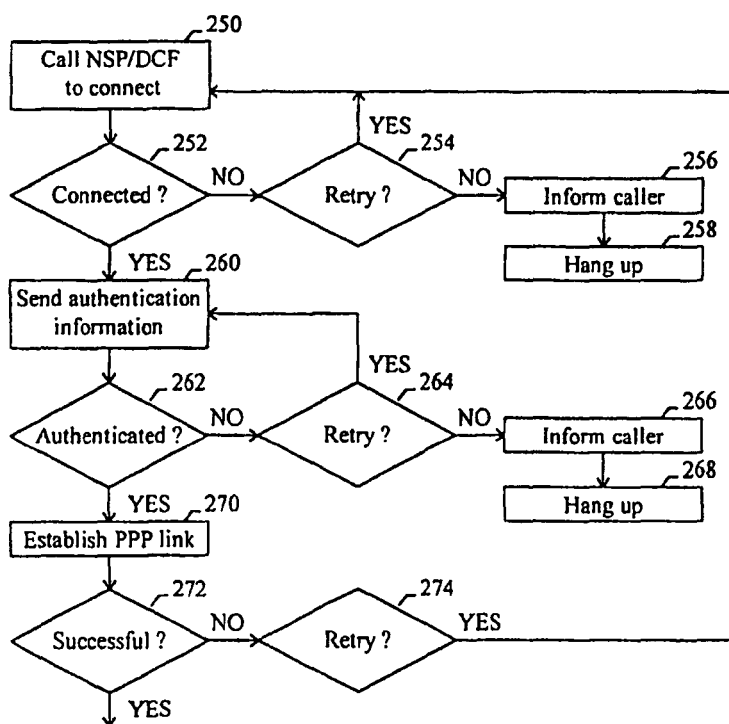 250
Call NSP/DCF
to connect
YES
252
254
256
Connected ?
NO
Retry ?
NO
Inform caller
258
YES
260
Hang up
Send authentication
information
YES
262
264
266
Authenticated ?
NO
Retry ?
NO
Inform caller
268
YES
270
Hang up
Establish PPP link
272
274
Successful ?
NO
Retry ?
YES
YES